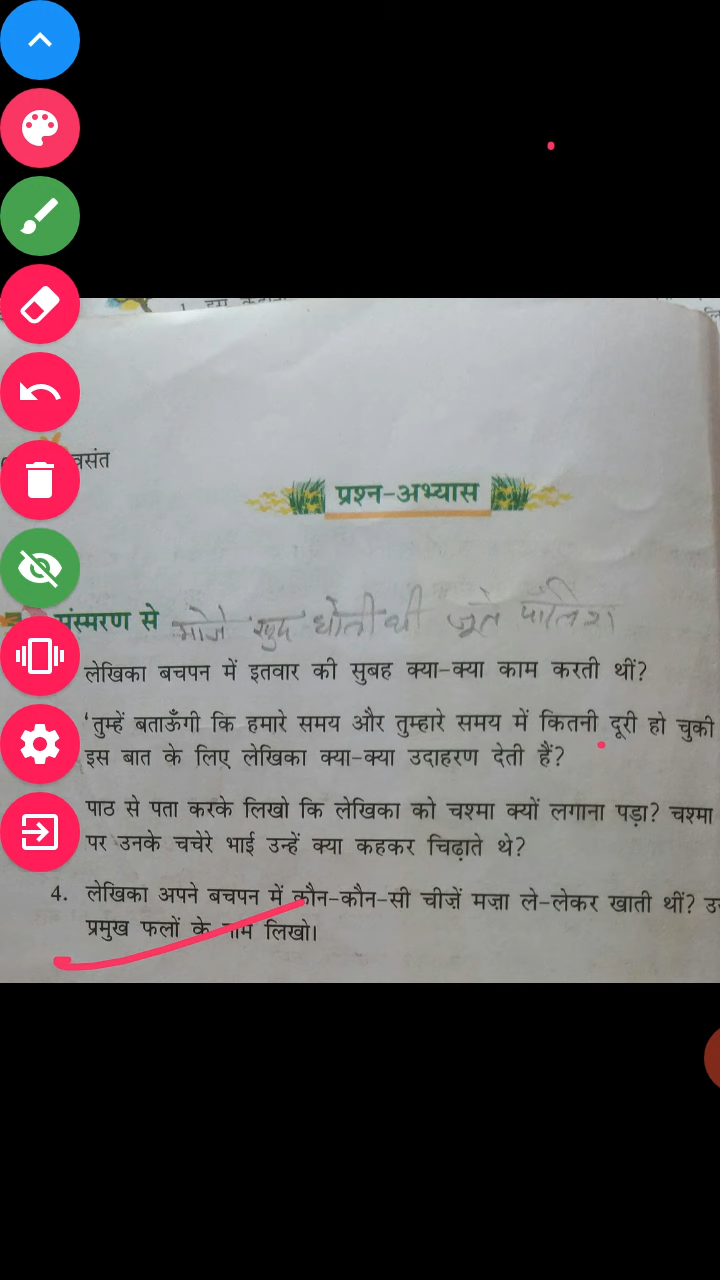 वसंत
प्रश्न-अभ्यास
संस्मरण से मोजे खुद धोती थी जूते पॉलिश
लेखिका बचपन में इतवार की सुबह क्या-क्या काम करती थीं?
'तुम्हें बताऊँगी कि हमारे समय और तुम्हारे समय में कितनी दूरी हो चुकी
इस बात के लिए लेखिका क्या-क्या उदाहरण देती हैं?
पाठ से पता करके लिखो कि लेखिका को चश्मा क्यों लगाना पड़ा? चश्मा
पर उनके चचेरे भाई उन्हें क्या कहकर चिढ़ाते थे?
4. लेखिका अपने बचपन में कौन-कौन-सी चीज़ें मज़ा ले-लेकर खाती थीं?
प्रमुख फलों के नाम लिखो।